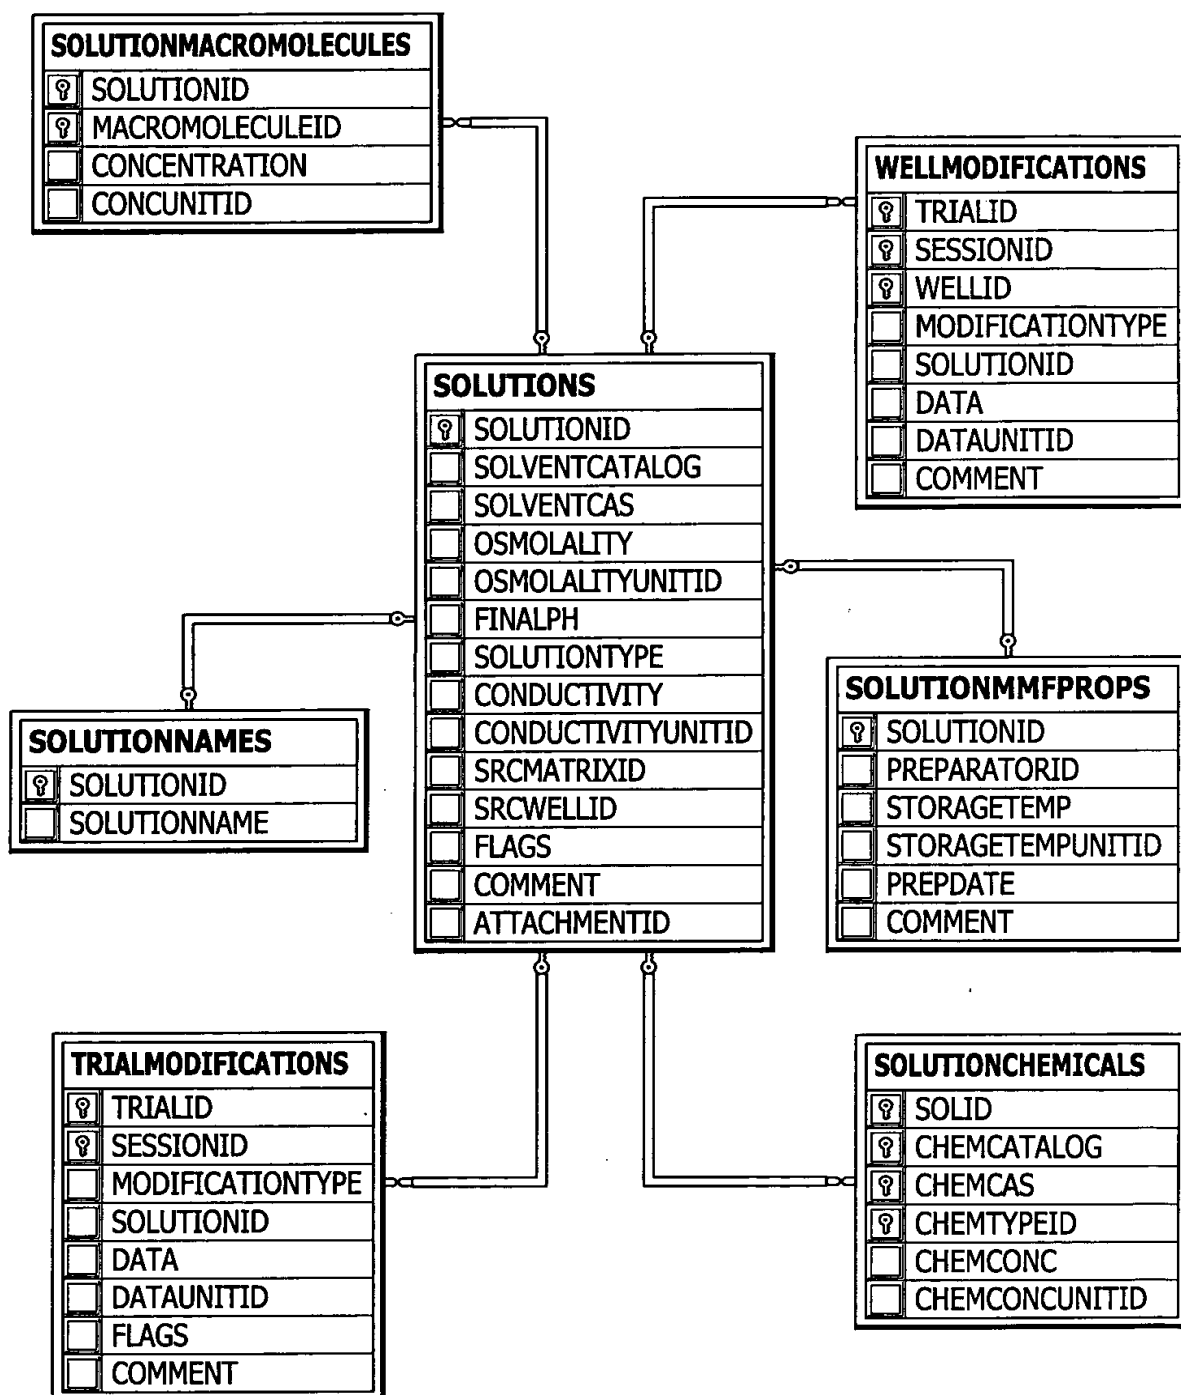 SOLUTIONMACROMOLECULES
SOLUTIONID
MACROMOLECULEID
CONCENTRATION
CONCUNITID
WELLMODIFICATIONS
TRIALID
SESSIONID
WELLID
MODIFICATIONTYPE
SOLUTIONID
DATA
DATAUNITID
COMMENT
SOLUTIONS
SOLUTIONID
SOLVENTCATALOG
SOLVENTCAS
OSMOLALITY
OSMOLALITYUNITID
FINALPH
SOLUTIONTYPE
CONDUCTIVITY
CONDUCTIVITYUNITID
SRCMATRIXID
SRCWELLID
FLAGS
COMMENT
ATTACHMENTID
SOLUTIONNAMES
SOLUTIONID
SOLUTIONNAME
SOLUTIONMMFPROPS
SOLUTIONID
PREPARATORID
STORAGETEMP
STORAGETEMPUNITID
PREPDATE
COMMENT
TRIALMODIFICATIONS
TRIALID
SESSIONID
MODIFICATIONTYPE
SOLUTIONID
DATA
DATAUNITID
FLAGS
COMMENT
SOLUTIONCHEMICALS
SOLID
CHEMCATALOG
CHEMCAS
CHEMTYPEID
CHEMCONC
CHEMCONCUNITID